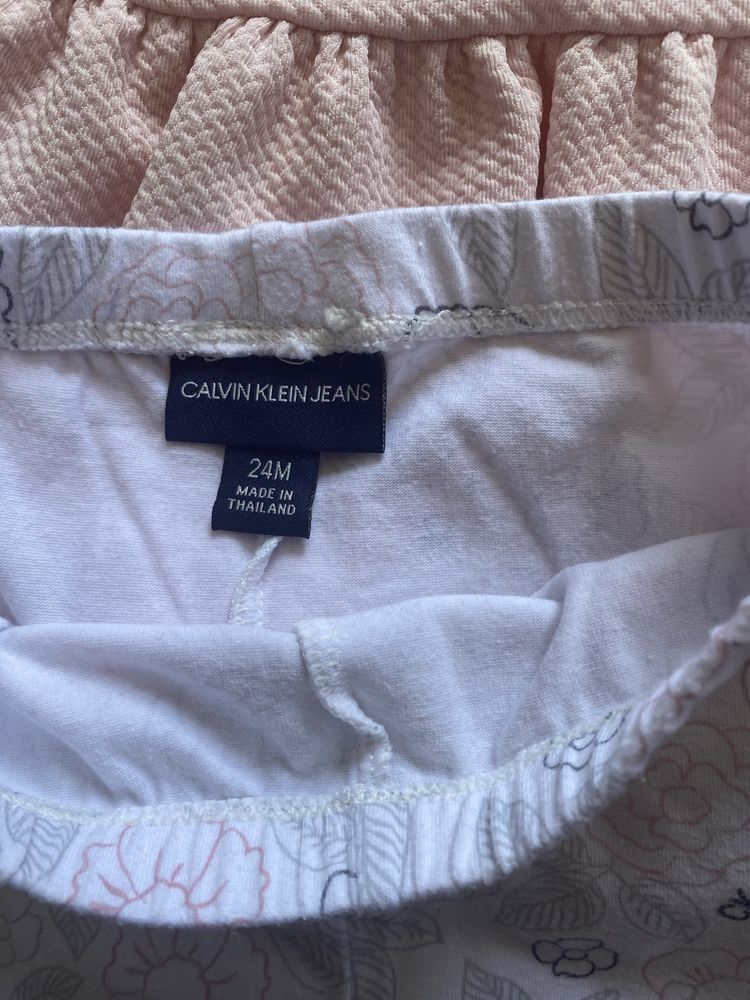 CALVIN KLEIN JEANS
24M
MADE IN
THAILAND